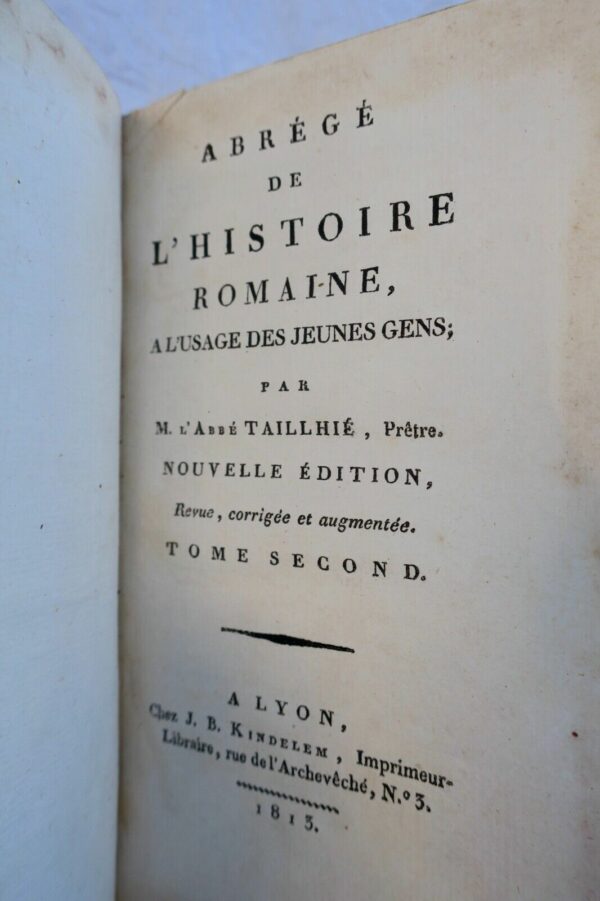 ABRÉGÉ
DE
L'HISTOIRE
ROMAINE,
A L'USAGE DES JEUNES GENS;
PAR
M. L'ABBÉ TAILLHIÉ, Prêtre.
NOUVELLE ÉDITION,
Revue, corrigée et augmentée.
TOME SECOND.
A LYON,
Chez J. B. KINDELEM, Imprimeur-
Libraire, rue de l'Archevêché, N.º 3.
1813.